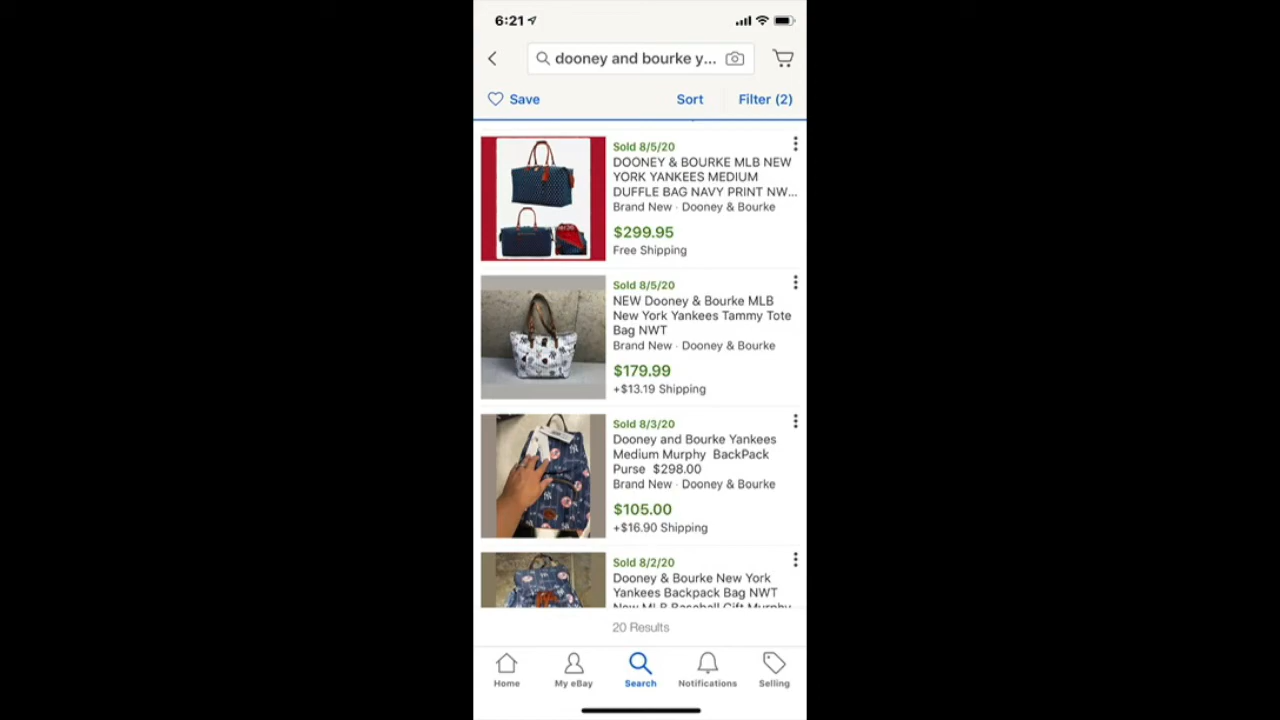 6:21
dooney and bourke y...
Save
Sort
Filter (2)
Sold 8/5/20
DOONEY & BOURKE MLB NEW
YORK YANKEES MEDIUM
DUFFLE BAG NAVY PRINT NW...
Brand New · Dooney & Bourke
$299.95
Free Shipping
Sold 8/5/20
NEW Dooney & Bourke MLB
New York Yankees Tammy Tote
Bag NWT
Brand New · Dooney & Bourke
$179.99
+$13.19 Shipping
Sold 8/3/20
Dooney and Bourke Yankees
Medium Murphy BackPack
Purse $298.00
Brand New · Dooney & Bourke
$105.00
+$16.90 Shipping
Sold 8/2/20
Dooney & Bourke New York
Yankees Backpack Bag NWT
New MLB Baseball Gift Murphy
20 Results
Home
My eBay
Search
Notifications
Selling